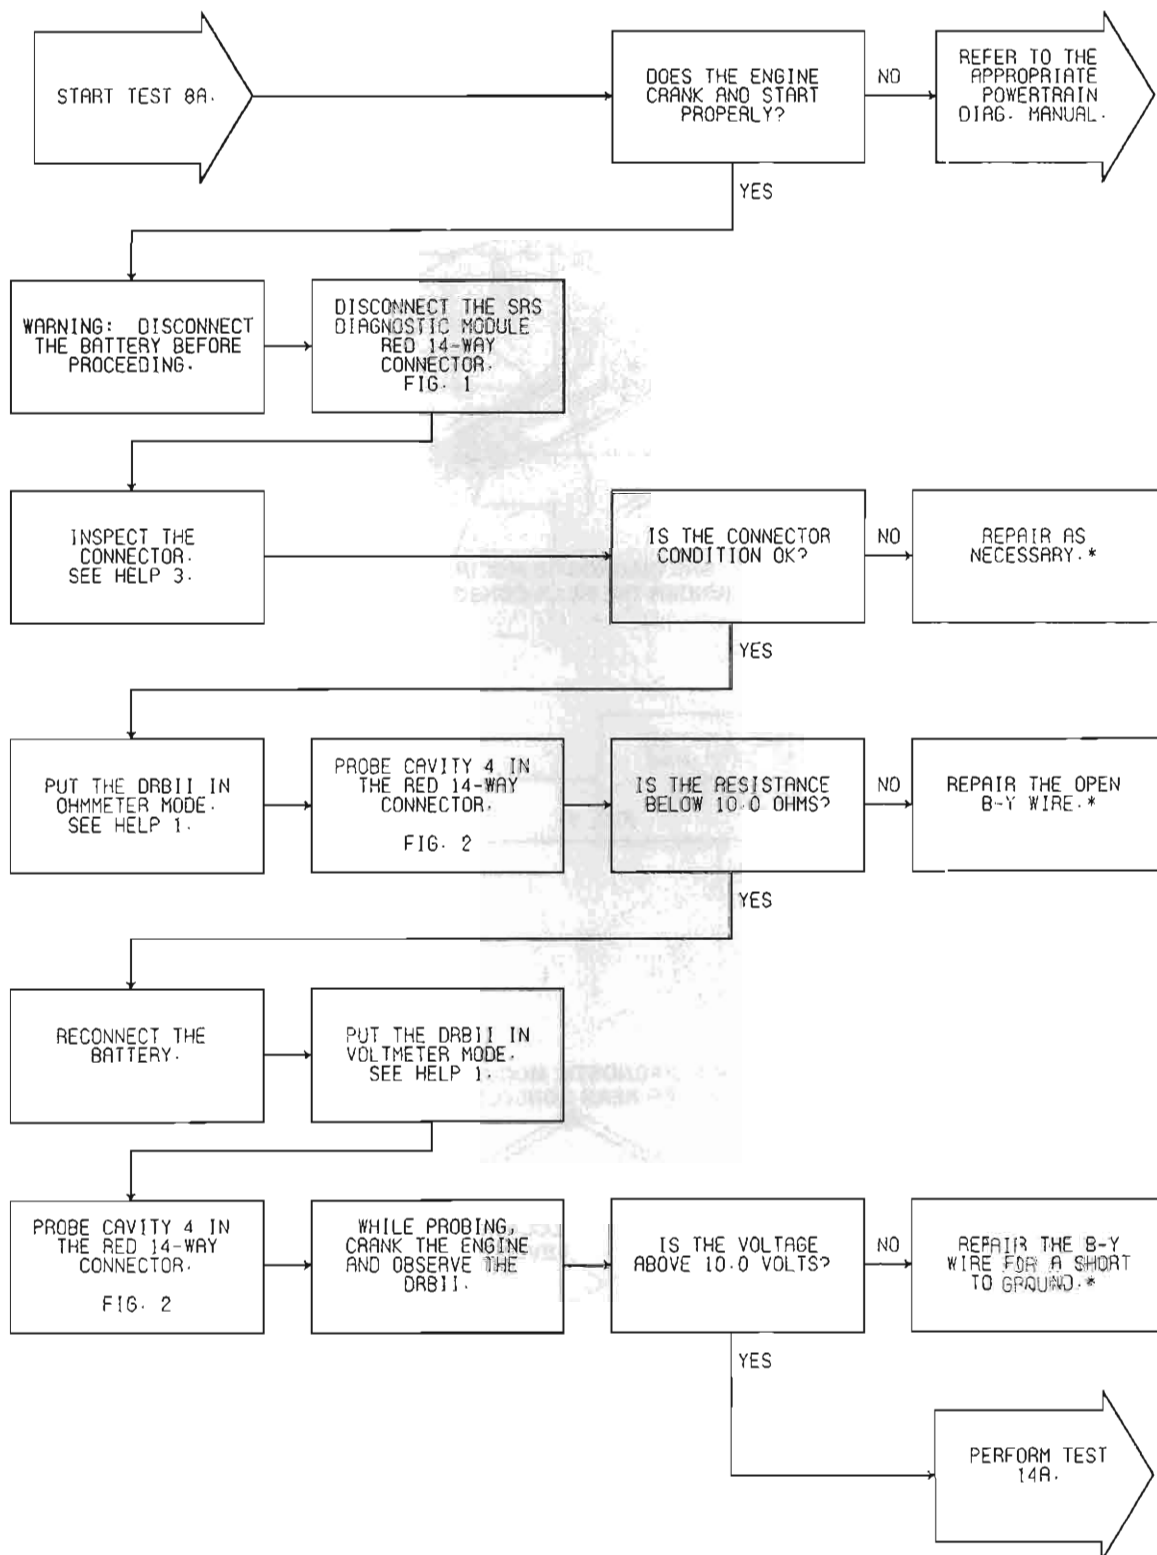 START TEST 8A.
DOES THE ENGINE
CRANK AND START
PROPERLY?
NO
REFER TO THE
APPROPRIATE
POWERTRAIN
DIAG. MANUAL.
YES
WARNING: DISCONNECT
THE BATTERY BEFORE
PROCEEDING.
DISCONNECT THE SRS
DIAGNOSTIC MODULE
RED 14-WAY
CONNECTOR.
FIG. 1
INSPECT THE
CONNECTOR.
SEE HELP 3.
IS THE CONNECTOR
CONDITION OK?
NO
REPAIR AS
NECESSARY.*
YES
PUT THE DRBII IN
OHMMETER MODE.
SEE HELP 1.
PROBE CAVITY 4 IN
THE RED 14-WAY
CONNECTOR.
FIG. 2
IS THE RESISTANCE
BELOW 10.0 OHMS?
NO
REPAIR THE OPEN
B-Y WIRE.*
YES
RECONNECT THE
BATTERY.
PUT THE DRBII IN
VOLTMETER MODE.
SEE HELP 1.
PROBE CAVITY 4 IN
THE RED 14-WAY
CONNECTOR.
FIG. 2
WHILE PROBING,
CRANK THE ENGINE
AND OBSERVE THE
DRBII.
IS THE VOLTAGE
ABOVE 10.0 VOLTS?
NO
REPAIR THE B-Y
WIRE FOR A SHORT
TO GROUND.*
YES
PERFORM TEST
14A.